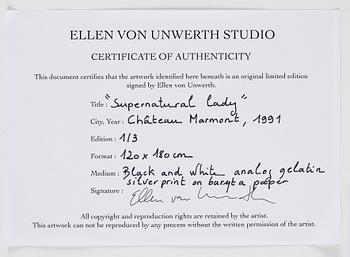 ELLEN VON UNWERTH STUDIO
CERTIFICATE OF AUTHENTICITY
This document certifies that the artwork identified here beneath is an original limited edition
signed by Ellen von Unwerth.
Title : "Supernatural lady"
City, Year : Château Marmont, 1991
Edition : 1/3
Format : 120 x 180 cm
Medium : Black and white analog gelatin
silver print on baryta paper
Signature : Ellen von Unwerth
All copyright and reproduction rights are retained by the artist.
This artwork can not be reproduced by any process without the written permission of the artist.